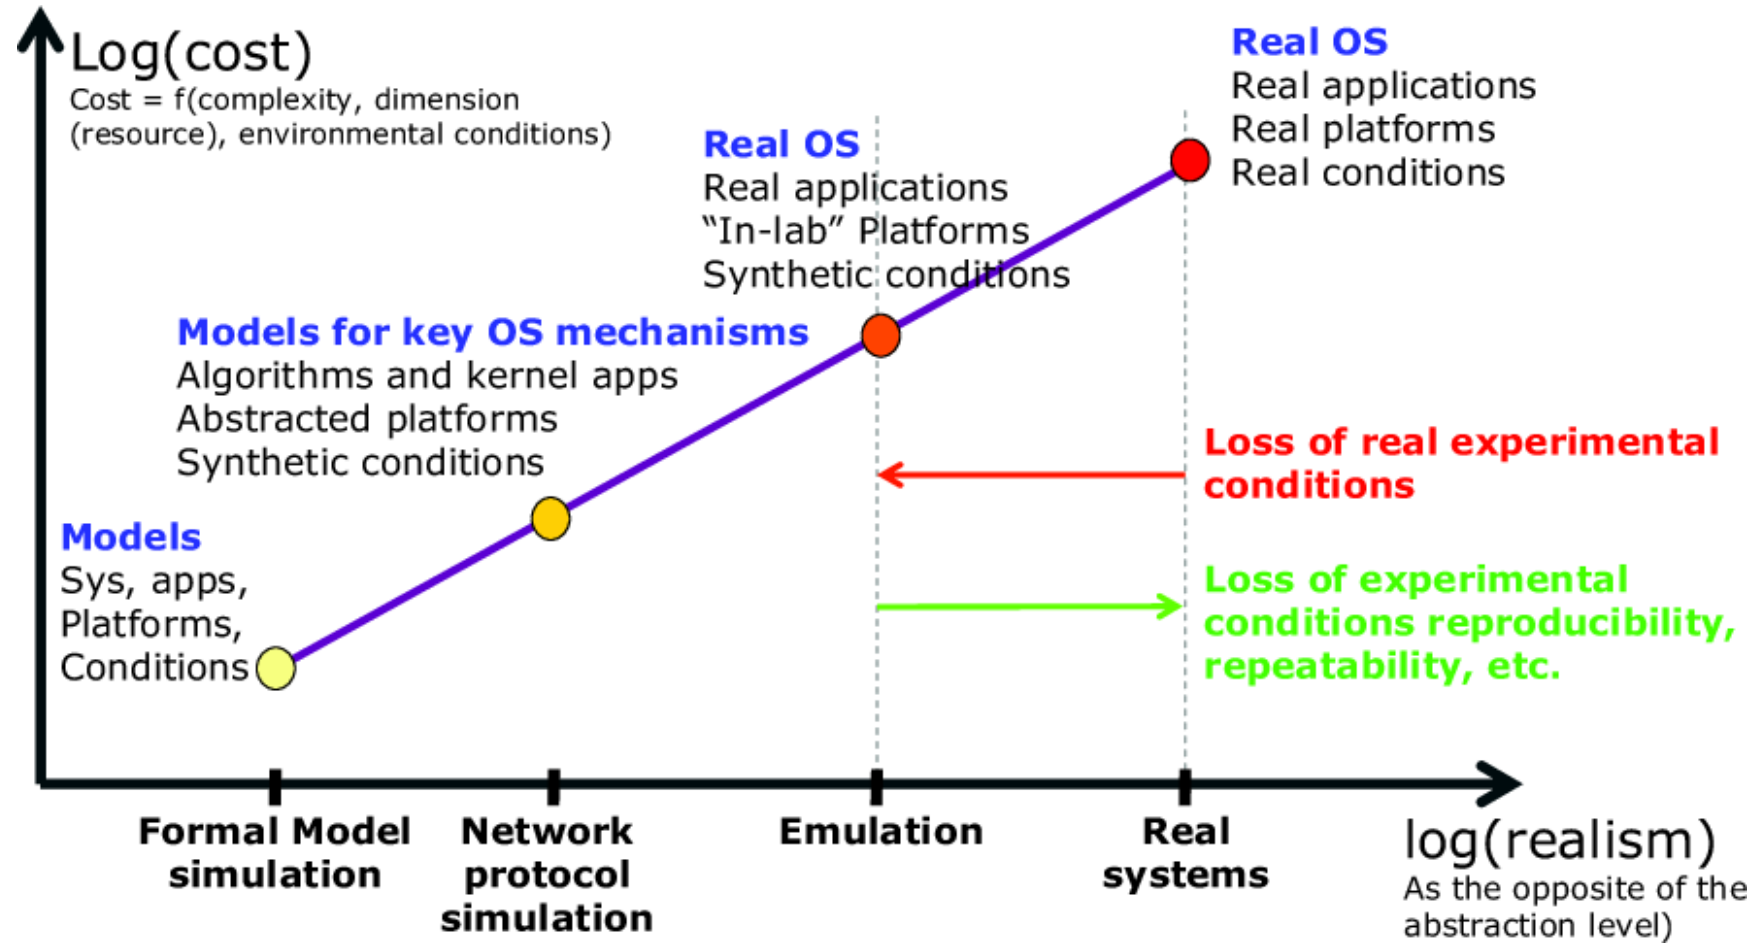 Log(cost)
Cost = f(complexity, dimension
(resource), environmental conditions)
Real OS
Real applications
Real platforms
Real conditions
Real OS
Real applications
“In-lab” Platforms
Synthetic conditions
Models for key OS mechanisms
Algorithms and kernel apps
Abstracted platforms
Synthetic conditions
Models
Sys, apps,
Platforms,
Conditions
Loss of real experimental
conditions
Loss of experimental
conditions reproducibility,
repeatability, etc.
Formal Model
simulation
Network
protocol
simulation
Emulation
Real
systems
log(realism)
As the opposite of the
abstraction level)